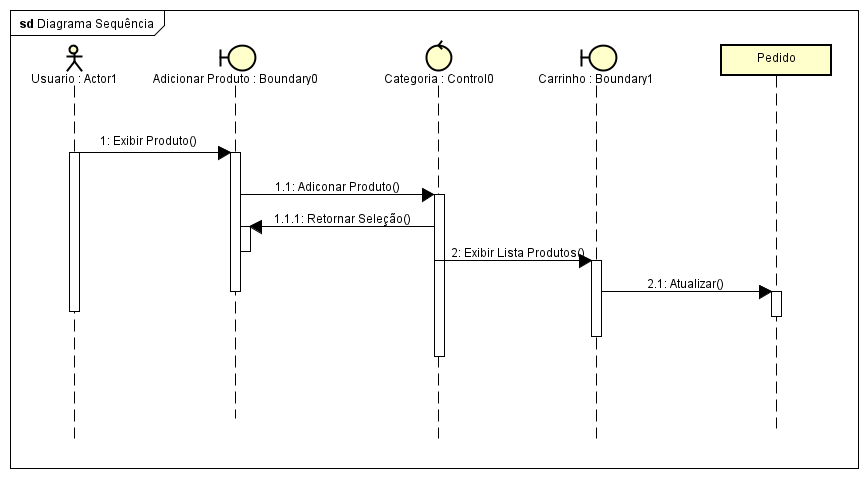 sd Diagrama Sequência
Usuario : Actor1
Adicionar Produto : Boundary0
Categoria : Control0
Carrinho : Boundary1
Pedido
1: Exibir Produto()
1.1: Adiconar Produto()
1.1.1: Retornar Seleção()
2: Exibir Lista Produtos()
2.1: Atualizar()